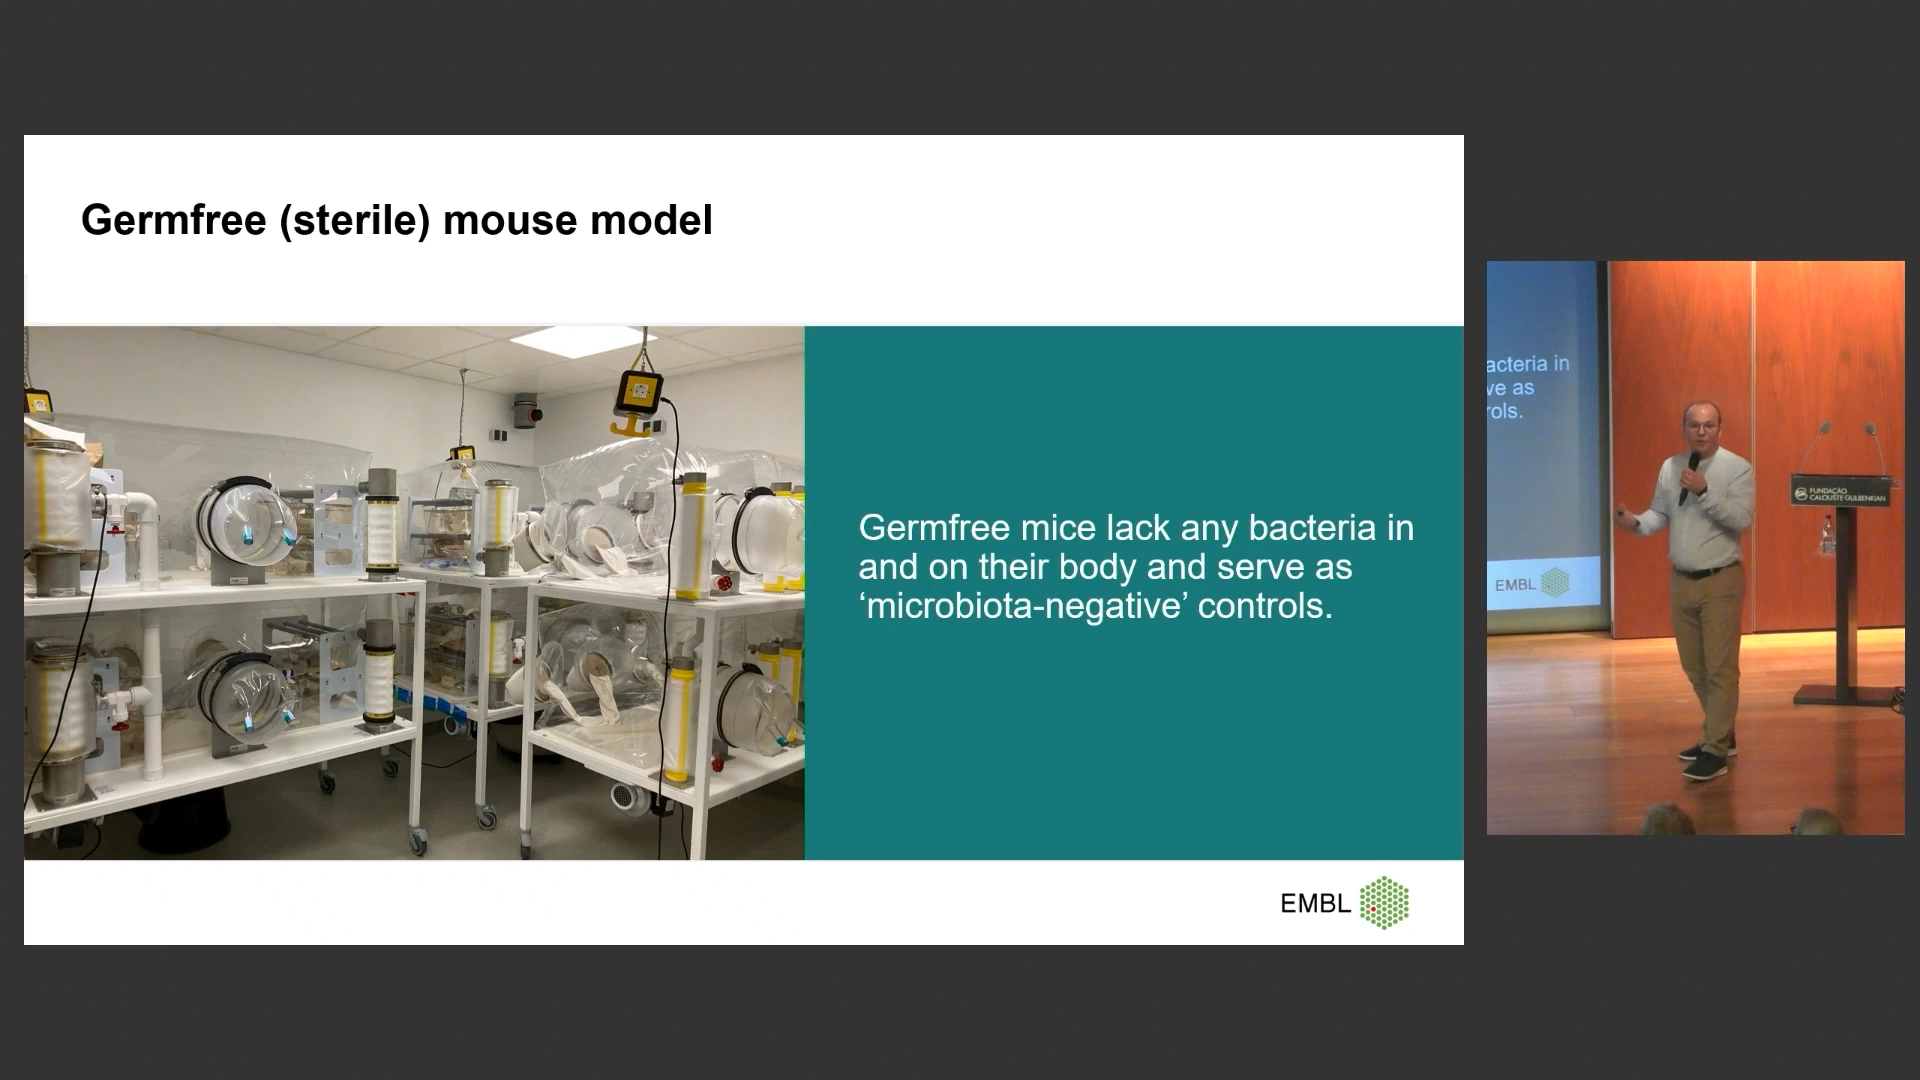 Germfree (sterile) mouse model
Germfree mice lack any bacteria in
and on their body and serve as
‘microbiota-negative’ controls.
EMBL
acteria in
ve as
rols.
EMBL
FUNDAÇÃO
CALOUSTE GULBENKIAN